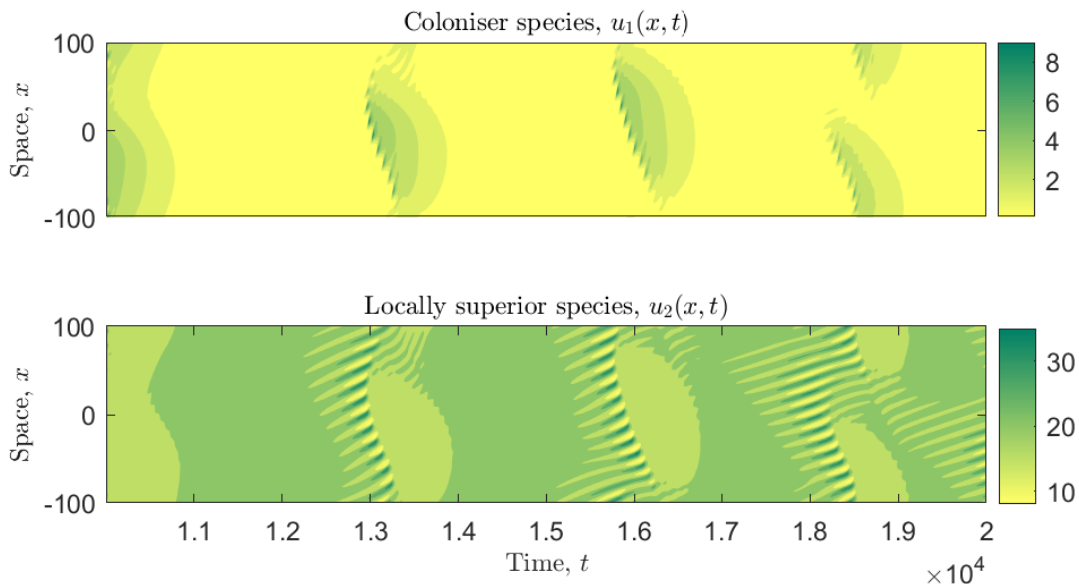 Coloniser species, u₁(x, t)
100
0
-100
Space, x
8
6
4
2
Locally superior species, u₂(x, t)
100
0
-100
Space, x
30
20
10
1.1 1.2 1.3 1.4 1.5 1.6 1.7 1.8 1.9 2
Time, t
×10⁴